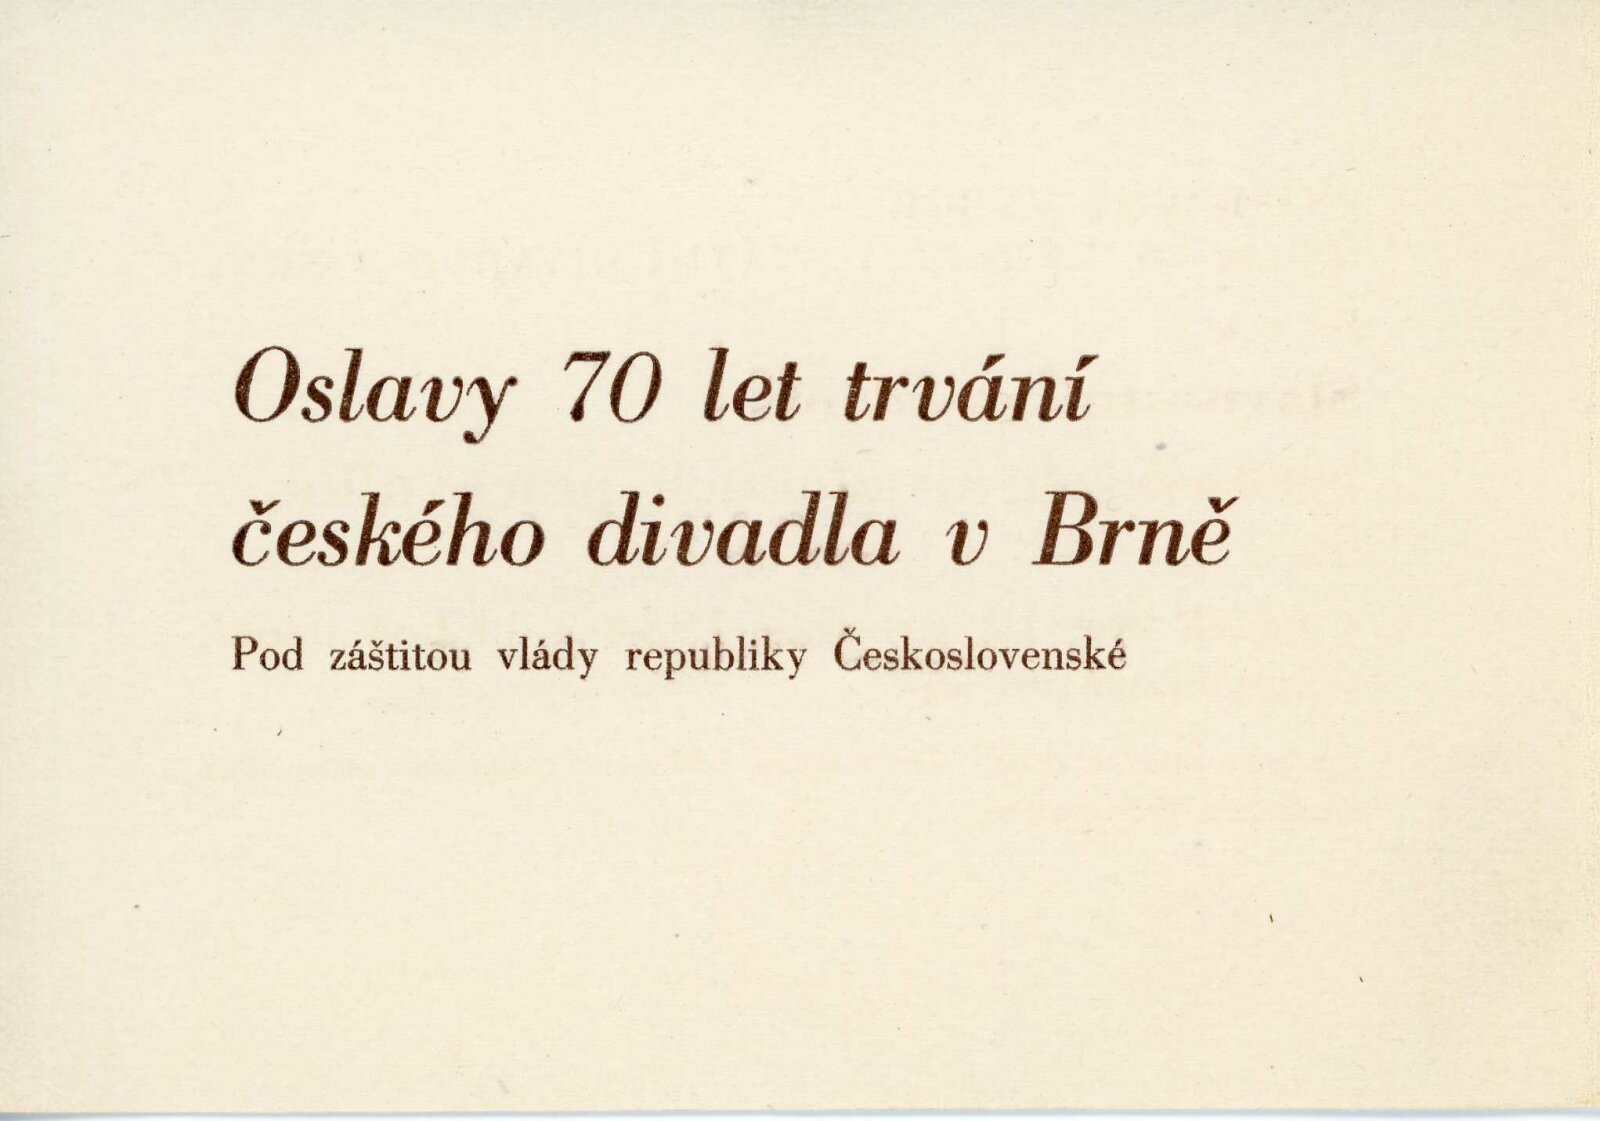 Oslavy 70 let trvání
českého divadla v Brně
Pod záštitou vlády republiky Československé